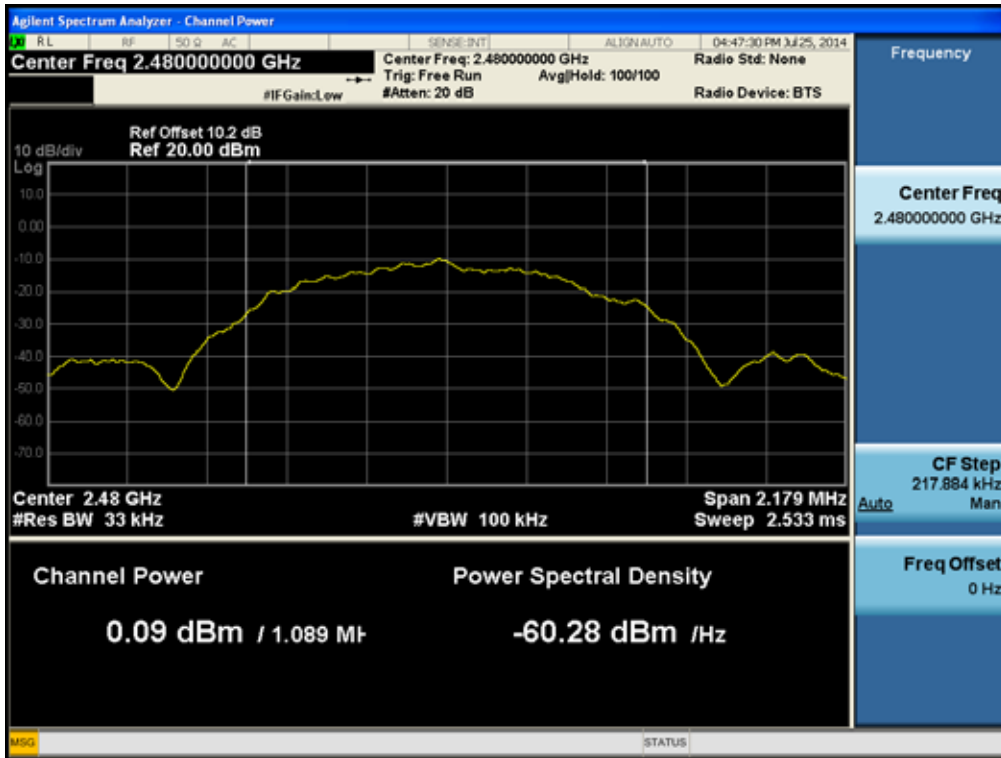 Agilent Spectrum Analyzer - Channel Power
RL RF 50 Ω AC SENSE:INT ALIGN AUTO 04:47:30 PM Jul 25, 2014
Center Freq 2.480000000 GHz
Center Freq: 2.480000000 GHz
Radio Std: None
Trig: Free Run Avg|Hold: 100/100
#IFGain:Low
#Atten: 20 dB
Radio Device: BTS
Ref Offset 10.2 dB
10 dB/div Ref 20.00 dBm
Log
10.0
0.00
-10.0
-20.0
-30.0
-40.0
-50.0
-60.0
-70.0
Center 2.48 GHz
Span 2.179 MHz
#Res BW 33 kHz
#VBW 100 kHz
Sweep 2.533 ms
Channel Power
Power Spectral Density
0.09 dBm / 1.089 MH
-60.28 dBm /Hz
MSG
STATUS
Frequency
Center Freq
2.480000000 GHz
CF Step
217.884 kHz
Auto Man
Freq Offset
0 Hz